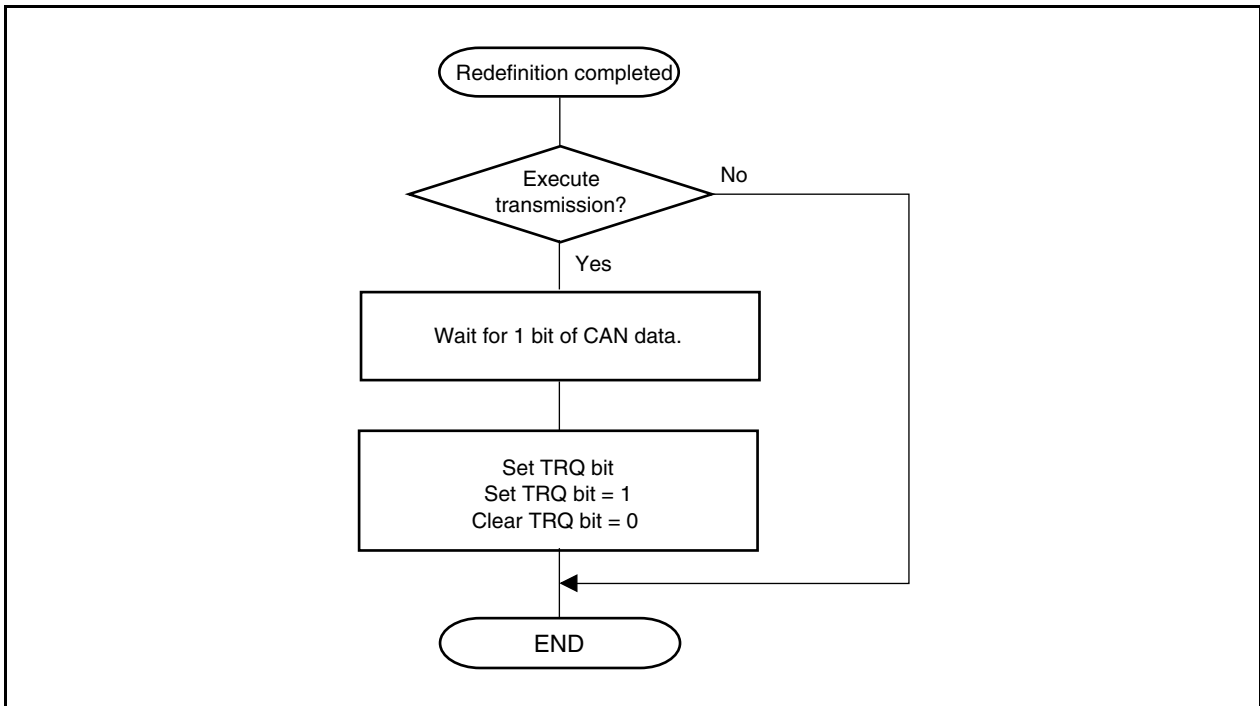 Redefinition completed
Execute
transmission?
No
Yes
Wait for 1 bit of CAN data.
Set TRQ bit
Set TRQ bit = 1
Clear TRQ bit = 0
END